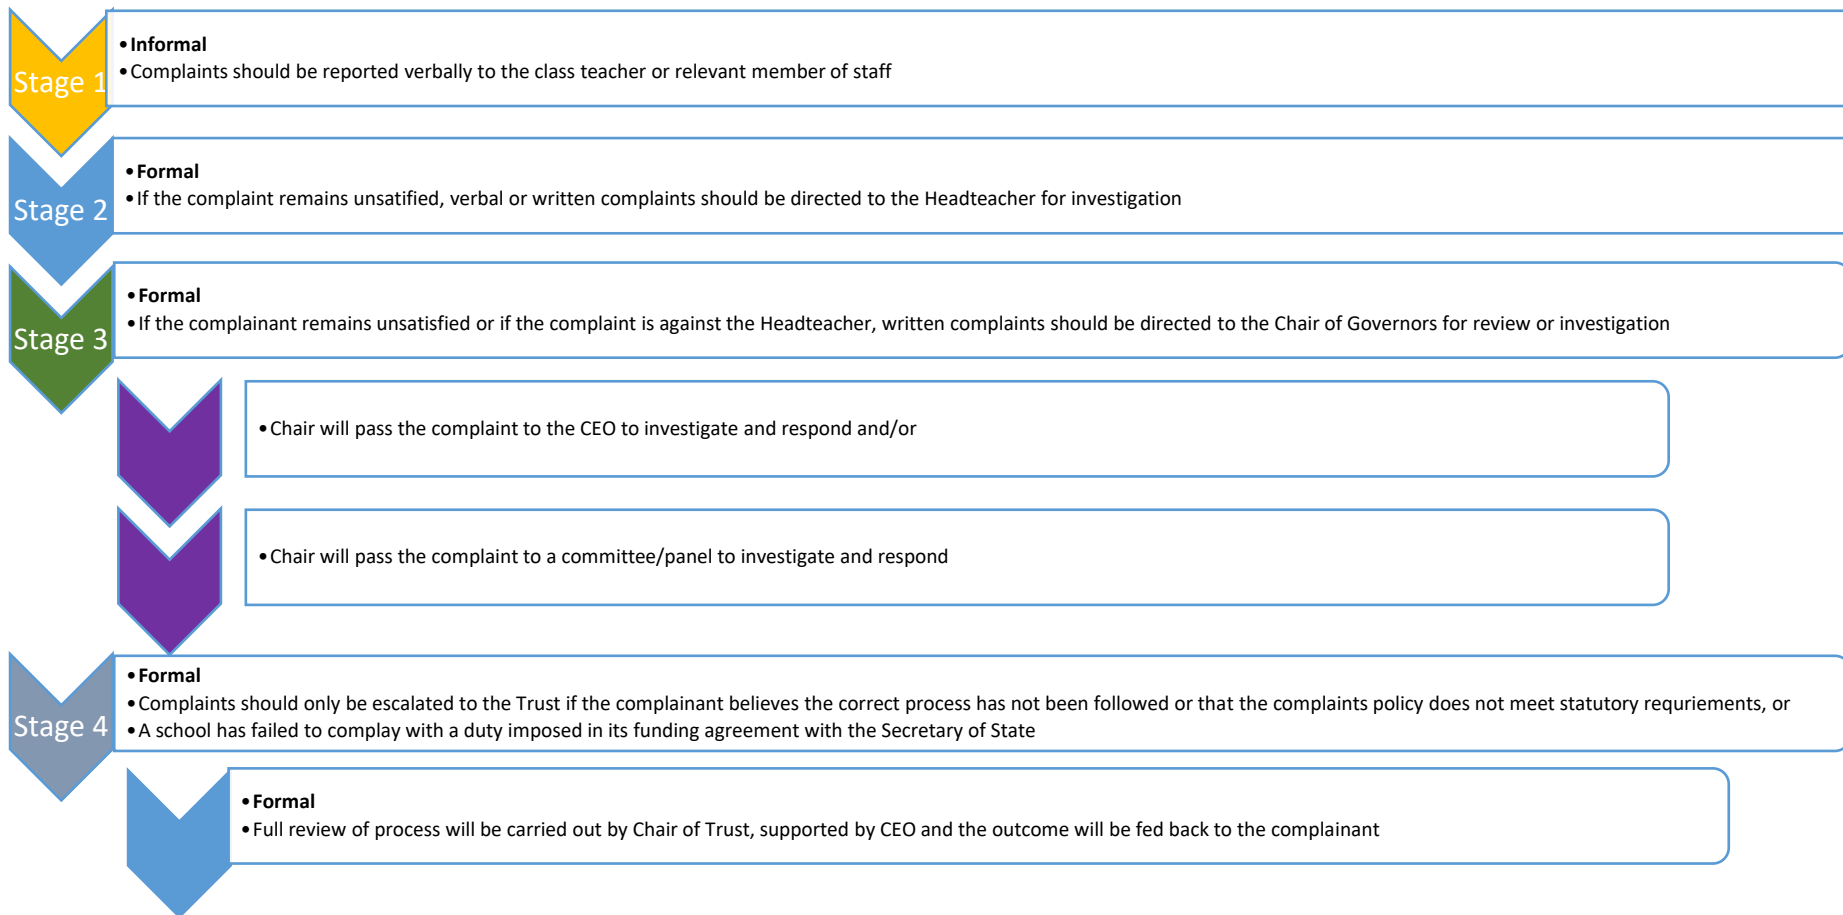 Stage 1
•Informal
•Complaints should be reported verbally to the class teacher or relevant member of staff
Stage 2
•Formal
•If the complaint remains unsatified, verbal or written complaints should be directed to the Headteacher for investigation
Stage 3
•Formal
•If the complainant remains unsatisfied or if the complaint is against the Headteacher, written complaints should be directed to the Chair of Governors for review or investigation
•Chair will pass the complaint to the CEO to investigate and respond and/or
•Chair will pass the complaint to a committee/panel to investigate and respond
Stage 4
•Formal
•Complaints should only be escalated to the Trust if the complainant believes the correct process has not been followed or that the complaints policy does not meet statutory requriements, or
•A school has failed to complay with a duty imposed in its funding agreement with the Secretary of State
•Formal
•Full review of process will be carried out by Chair of Trust, supported by CEO and the outcome will be fed back to the complainant